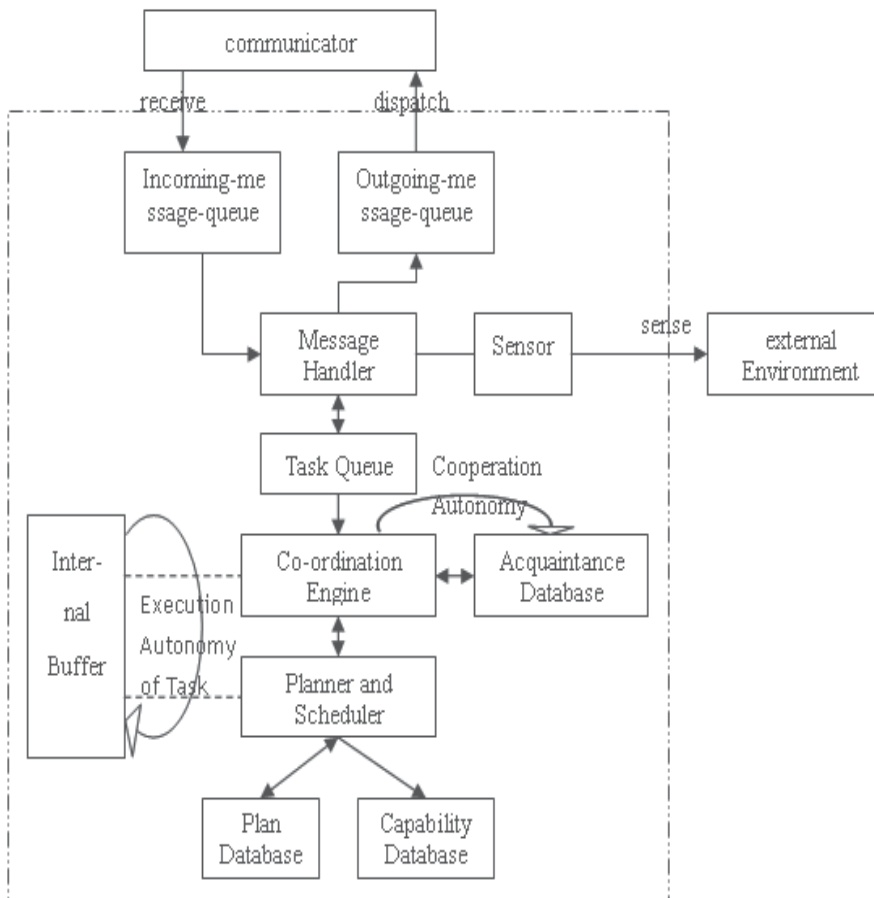 communicator
receive
dispatch
Incoming-me
ssage-queue
Outgoing-me
ssage-queue
Message
Handler
Sensor
sense
external
Environment
Task Queue
Cooperation
Autonomy
Inter-
nal
Buffer
Execution
Autonomy
of Task
Co-ordination
Engine
Acquaintance
Database
Planner and
Scheduler
Plan
Database
Capability
Database